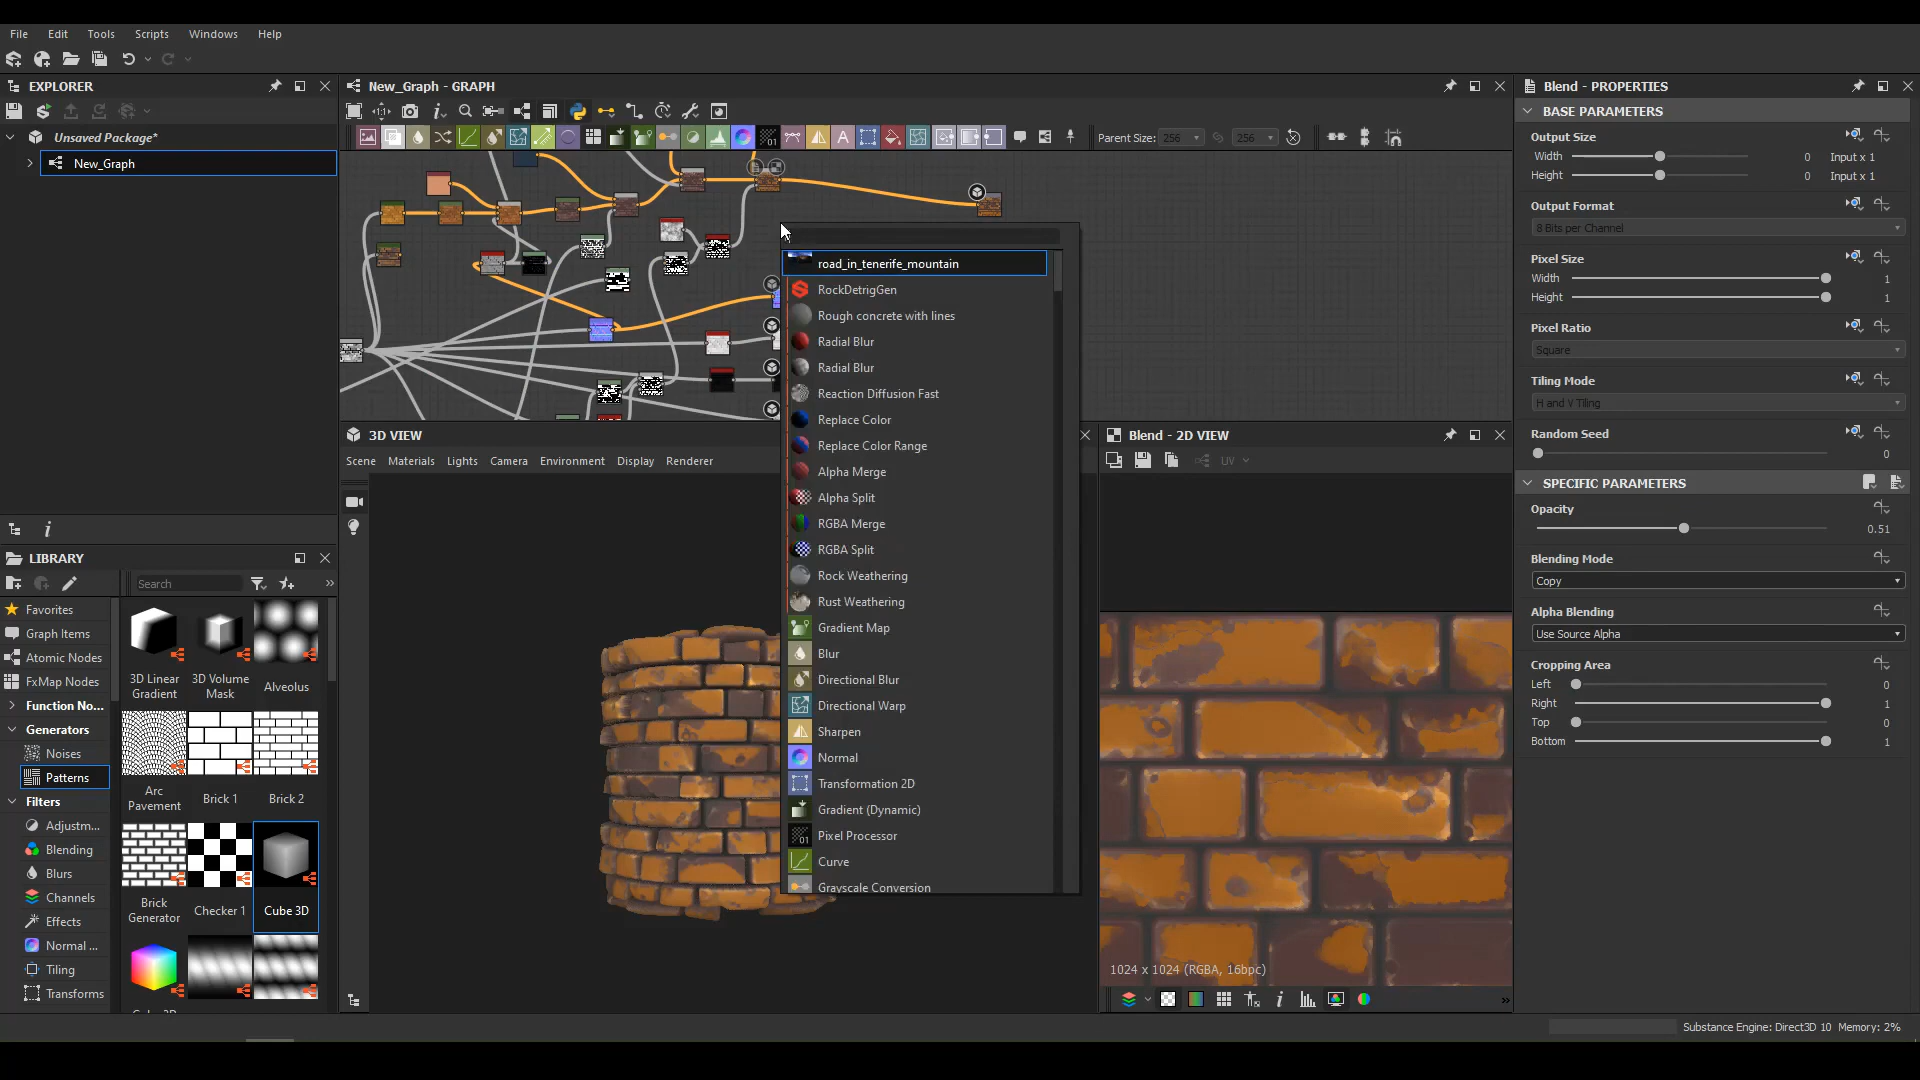 File Edit Tools Scripts Windows Help
EXPLORER
Unsaved Package*
New_Graph
New_Graph - GRAPH
Parent Size: 256 256
road_in_tenerife_mountain
RockDetrigGen
Rough concrete with lines
Radial Blur
Radial Blur
Reaction Diffusion Fast
Replace Color
Replace Color Range
Alpha Merge
Alpha Split
RGBA Merge
RGBA Split
Rock Weathering
Rust Weathering
Gradient Map
Blur
Directional Blur
Directional Warp
Sharpen
Normal
Transformation 2D
Gradient (Dynamic)
Pixel Processor
Curve
Grayscale Conversion
3D VIEW
Scene Materials Lights Camera Environment Display Renderer
Blend - 2D VIEW
UV
1024 x 1024 (RGBA, 16bpc)
LIBRARY
Search
Favorites
Graph Items
Atomic Nodes
FxMap Nodes
Function No...
Generators
Noises
Patterns
Filters
Adjustm...
Blending
Blurs
Channels
Effects
Normal ...
Tiling
Transforms
3D Linear Gradient
3D Volume Mask
Alveolus
Arc Pavement
Brick 1
Brick 2
Brick Generator
Checker 1
Cube 3D
Blend - PROPERTIES
BASE PARAMETERS
Output Size
Width 0 Input x 1
Height 0 Input x 1
Output Format
8 Bits per Channel
Pixel Size
Width 1
Height 1
Pixel Ratio
Square
Tiling Mode
H and V Tiling
Random Seed
0
SPECIFIC PARAMETERS
Opacity
0.51
Blending Mode
Copy
Alpha Blending
Use Source Alpha
Cropping Area
Left 0
Right 1
Top 0
Bottom 1
Substance Engine: Direct3D 10 Memory: 2%